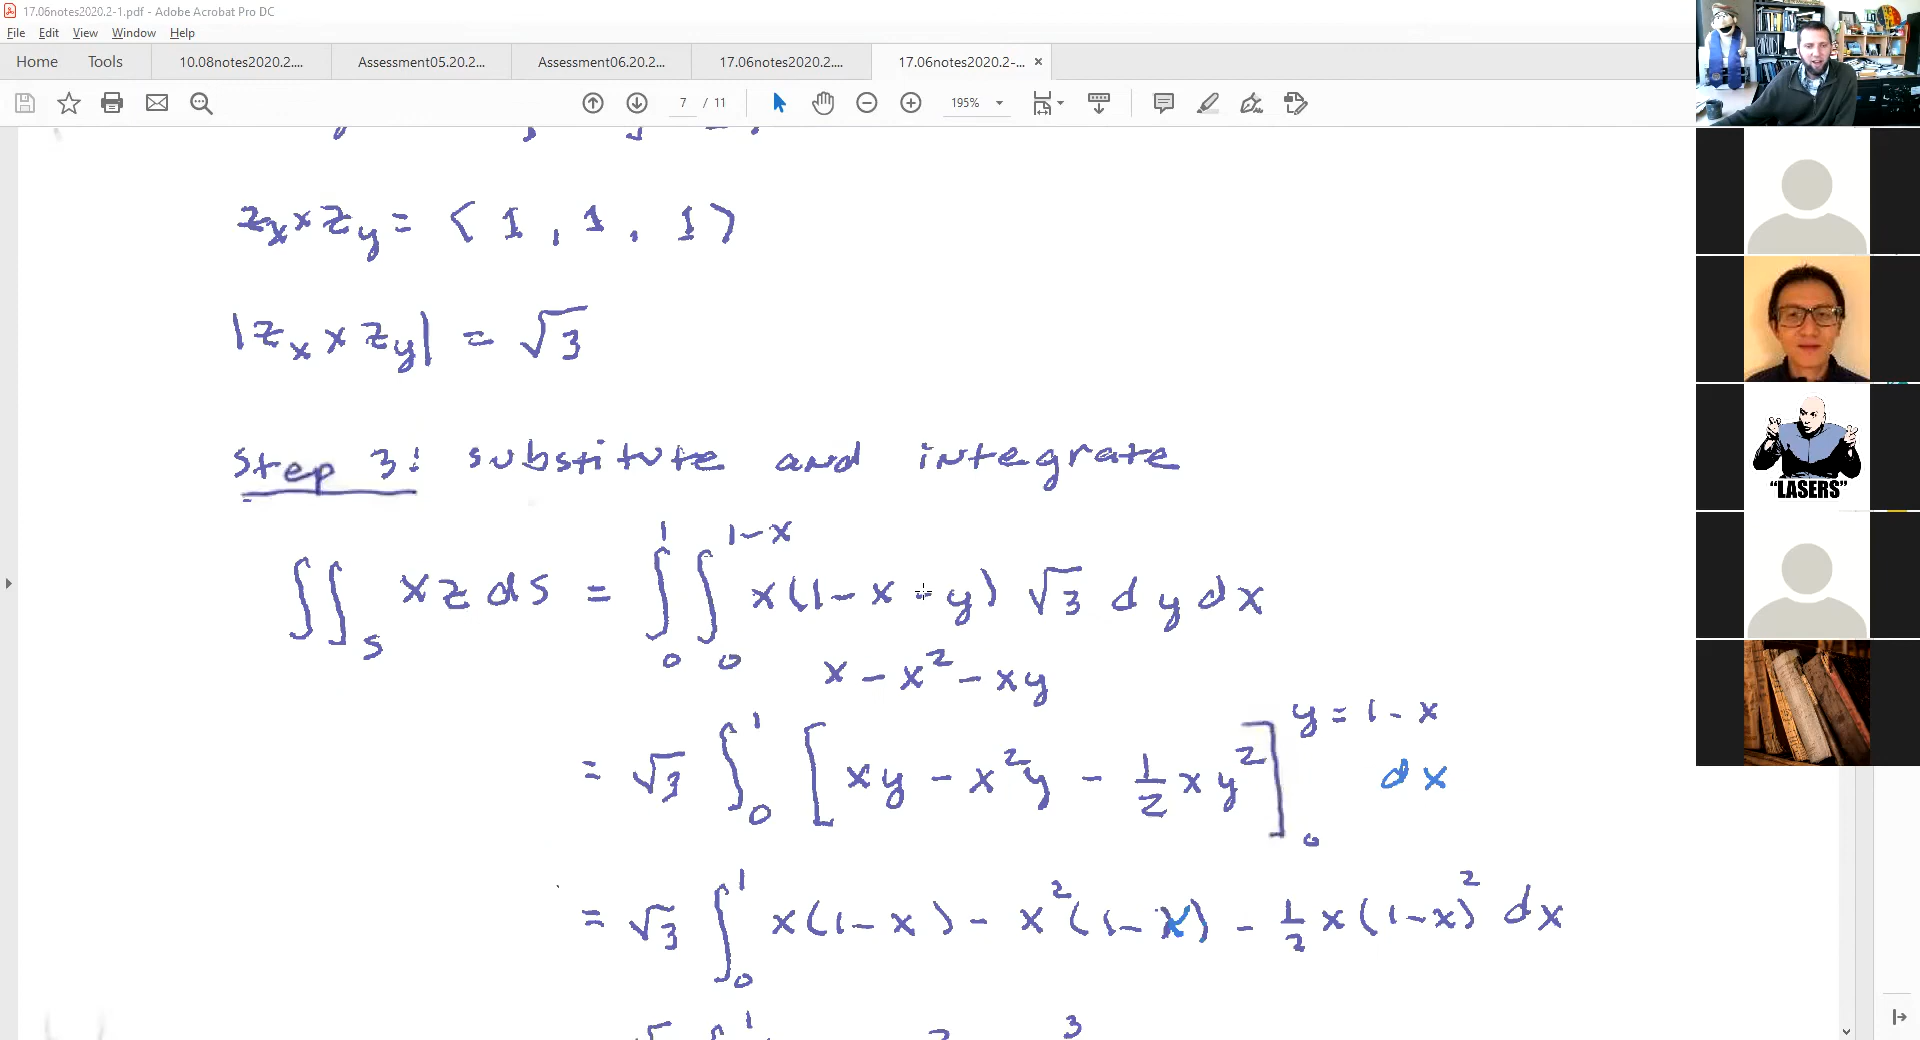 17.06notes2020.2-1.pdf - Adobe Acrobat Pro DC
File Edit View Window Help
Home Tools 10.08notes2020.2.... Assessment05.20.2... Assessment06.20.2... 17.06notes2020.2.... 17.06notes2020.2-... ×
7 / 11 195%
z_x × z_y = ⟨ 1 , 1 , 1 ⟩
|z_x × z_y| = √3
Step 3: substitute and integrate
∫∫_S xz dS = ∫_0^1 ∫_0^{1-x} x(1-x-y) √3 dy dx
x - x² - xy
= √3 ∫_0^1 [ xy - x²y - 1/2 xy² ]_0^{y=1-x} dx
= √3 ∫_0^1 x(1-x) - x²(1-x) - 1/2 x(1-x)² dx
"LASERS"